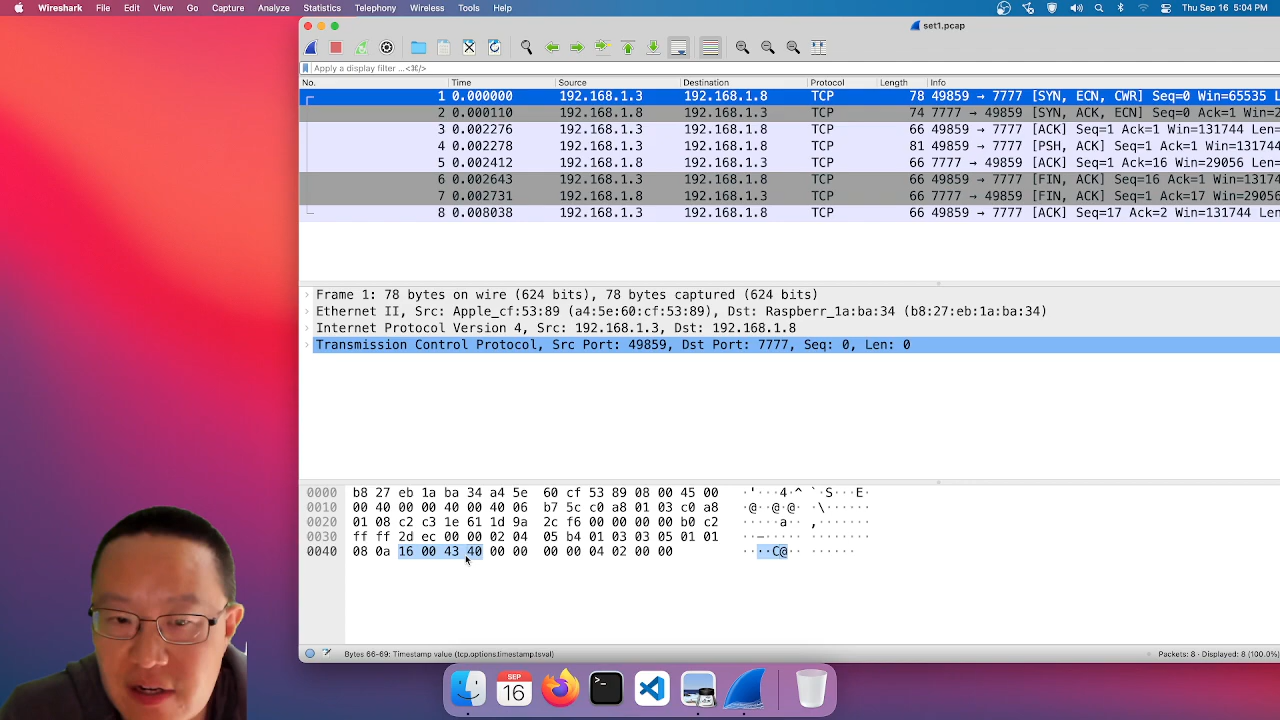 Wireshark File Edit View Go Capture Analyze Statistics Telephony Wireless Tools Help Thu Sep 16 5:04 PM
set1.pcap
Apply a display filter ... <⌘/>
No. Time Source Destination Protocol Length Info
1 0.000000 192.168.1.3 192.168.1.8 TCP 78 49859 → 7777 [SYN, ECN, CWR] Seq=0 Win=65535 L
2 0.000110 192.168.1.8 192.168.1.3 TCP 74 7777 → 49859 [SYN, ACK, ECN] Seq=0 Ack=1 Win=2
3 0.002276 192.168.1.3 192.168.1.8 TCP 66 49859 → 7777 [ACK] Seq=1 Ack=1 Win=131744 Len=
4 0.002278 192.168.1.3 192.168.1.8 TCP 81 49859 → 7777 [PSH, ACK] Seq=1 Ack=1 Win=131744
5 0.002412 192.168.1.8 192.168.1.3 TCP 66 7777 → 49859 [ACK] Seq=1 Ack=16 Win=29056 Len=
6 0.002643 192.168.1.3 192.168.1.8 TCP 66 49859 → 7777 [FIN, ACK] Seq=16 Ack=1 Win=13174
7 0.002731 192.168.1.8 192.168.1.3 TCP 66 7777 → 49859 [FIN, ACK] Seq=1 Ack=17 Win=29056
8 0.008038 192.168.1.3 192.168.1.8 TCP 66 49859 → 7777 [ACK] Seq=17 Ack=2 Win=131744 Len
Frame 1: 78 bytes on wire (624 bits), 78 bytes captured (624 bits)
Ethernet II, Src: Apple_cf:53:89 (a4:5e:60:cf:53:89), Dst: Raspberr_1a:ba:34 (b8:27:eb:1a:ba:34)
Internet Protocol Version 4, Src: 192.168.1.3, Dst: 192.168.1.8
Transmission Control Protocol, Src Port: 49859, Dst Port: 7777, Seq: 0, Len: 0
0000 b8 27 eb 1a ba 34 a4 5e 60 cf 53 89 08 00 45 00 ·'···4·^ `·S···E·
0010 00 40 00 00 40 00 40 06 b7 5c c0 a8 01 03 c0 a8 ·@··@·@· ·\······
0020 01 08 c2 c3 1e 61 1d 9a 2c f6 00 00 00 00 b0 c2 ·····a·· ,·······
0030 ff ff 2d ec 00 00 02 04 05 b4 01 03 03 05 01 01 ··-····· ········
0040 08 0a 16 00 43 40 00 00 00 00 04 02 00 00 ····C@·· ······
Bytes 66-69: Timestamp value (tcp.options.timestamp.tsval) Packets: 8 · Displayed: 8 (100.0%)
SEP
16